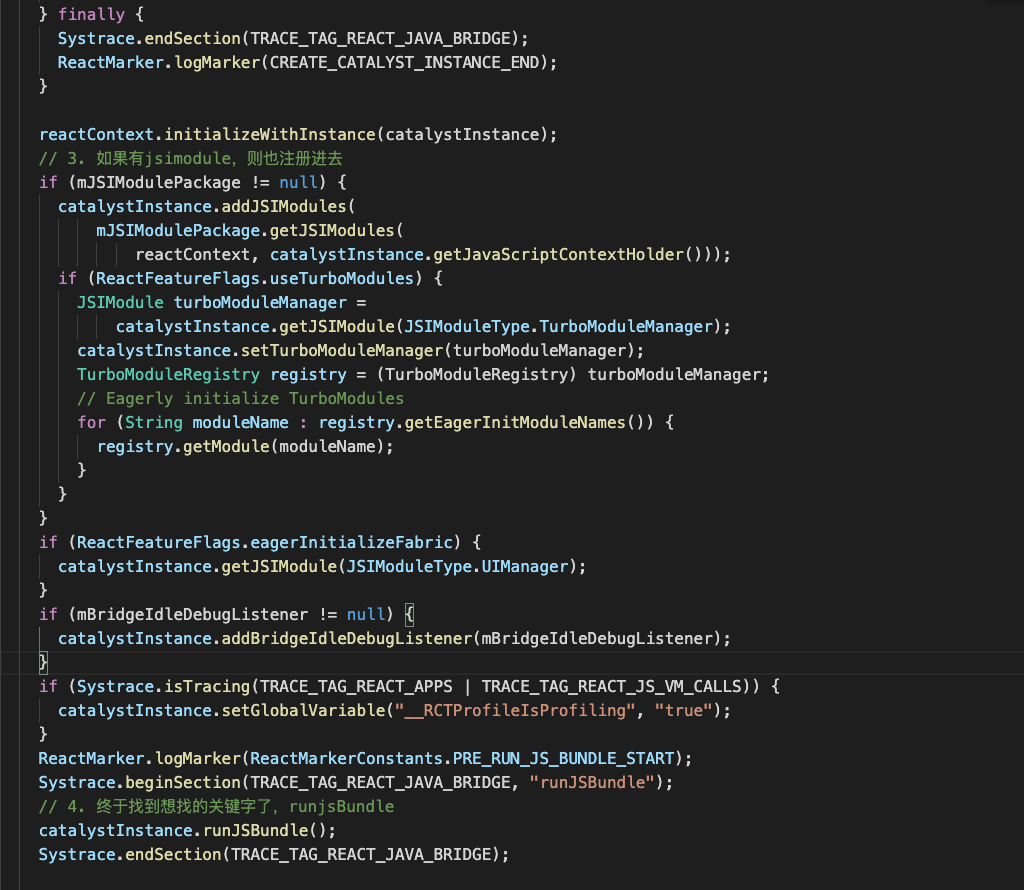 } finally {
Systrace.endSection(TRACE_TAG_REACT_JAVA_BRIDGE);
ReactMarker.logMarker(CREATE_CATALYST_INSTANCE_END);
}
reactContext.initializeWithInstance(catalystInstance);
// 3. 如果有jsimodule，则也注册进去
if (mJSIModulePackage != null) {
catalystInstance.addJSIModules(
mJSIModulePackage.getJSIModules(
reactContext, catalystInstance.getJavaScriptContextHolder()));
if (ReactFeatureFlags.useTurboModules) {
JSIModule turboModuleManager =
catalystInstance.getJSIModule(JSIModuleType.TurboModuleManager);
catalystInstance.setTurboModuleManager(turboModuleManager);
TurboModuleRegistry registry = (TurboModuleRegistry) turboModuleManager;
// Eagerly initialize TurboModules
for (String moduleName : registry.getEagerInitModuleNames()) {
registry.getModule(moduleName);
}
}
}
if (ReactFeatureFlags.eagerInitializeFabric) {
catalystInstance.getJSIModule(JSIModuleType.UIManager);
}
if (mBridgeIdleDebugListener != null) {
catalystInstance.addBridgeIdleDebugListener(mBridgeIdleDebugListener);
}
if (Systrace.isTracing(TRACE_TAG_REACT_APPS | TRACE_TAG_REACT_JS_VM_CALLS)) {
catalystInstance.setGlobalVariable("__RCTProfileIsProfiling", "true");
}
ReactMarker.logMarker(ReactMarkerConstants.PRE_RUN_JS_BUNDLE_START);
Systrace.beginSection(TRACE_TAG_REACT_JAVA_BRIDGE, "runJSBundle");
// 4. 终于找到想找的关键字了，runjsBundle
catalystInstance.runJSBundle();
Systrace.endSection(TRACE_TAG_REACT_JAVA_BRIDGE);